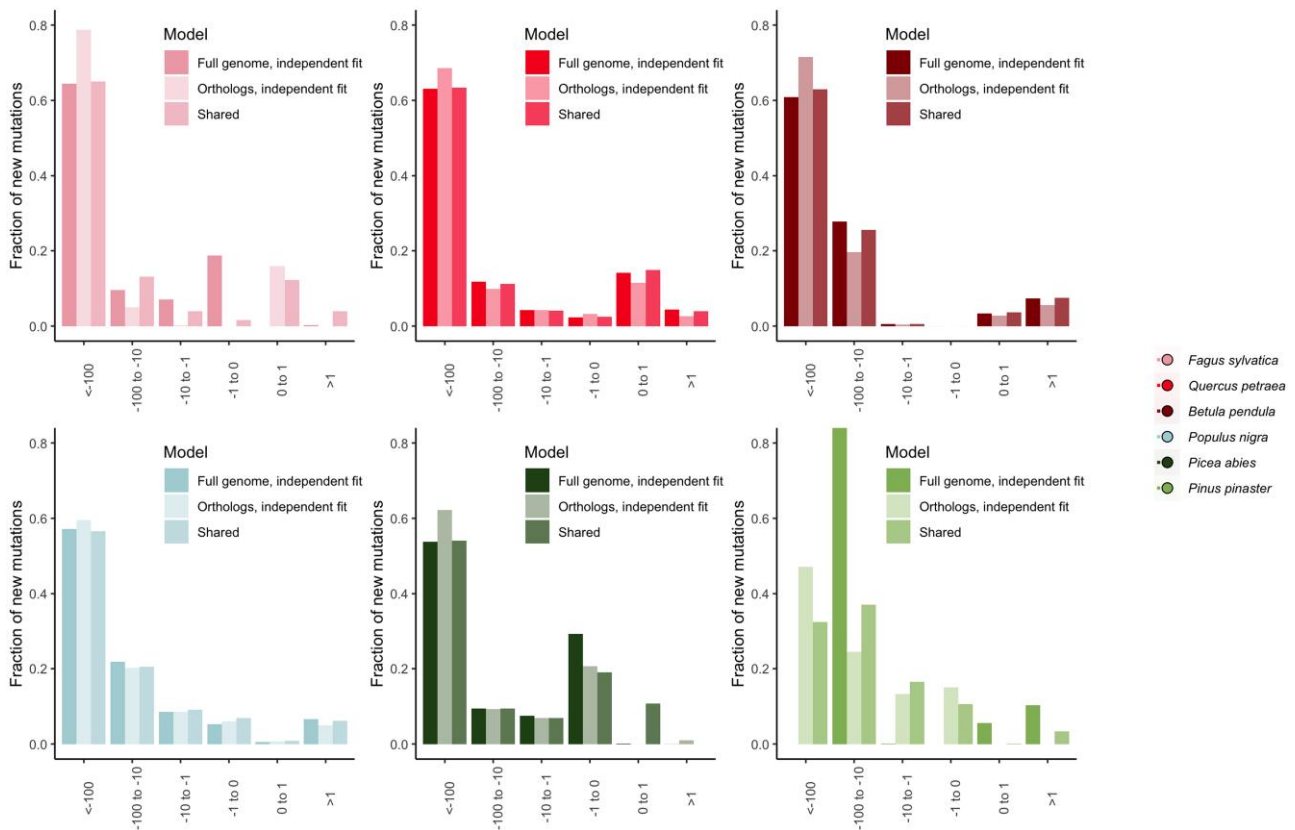 Fraction of new mutations
0.8
0.6
0.4
0.2
0.0
Model
Full genome, independent fit
Orthologs, independent fit
Shared
<-100
-100 to -10
-10 to -1
-1 to 0
0 to 1
>1
Fraction of new mutations
0.8
0.6
0.4
0.2
0.0
Model
Full genome, independent fit
Orthologs, independent fit
Shared
<-100
-100 to -10
-10 to -1
-1 to 0
0 to 1
>1
Fraction of new mutations
0.8
0.6
0.4
0.2
0.0
Model
Full genome, independent fit
Orthologs, independent fit
Shared
<-100
-100 to -10
-10 to -1
-1 to 0
0 to 1
>1
Fagus sylvatica
Quercus petraea
Betula pendula
Populus nigra
Picea abies
Pinus pinaster
Fraction of new mutations
0.8
0.6
0.4
0.2
0.0
Model
Full genome, independent fit
Orthologs, independent fit
Shared
<-100
-100 to -10
-10 to -1
-1 to 0
0 to 1
>1
Fraction of new mutations
0.8
0.6
0.4
0.2
0.0
Model
Full genome, independent fit
Orthologs, independent fit
Shared
<-100
-100 to -10
-10 to -1
-1 to 0
0 to 1
>1
Fraction of new mutations
0.8
0.6
0.4
0.2
0.0
Model
Full genome, independent fit
Orthologs, independent fit
Shared
<-100
-100 to -10
-10 to -1
-1 to 0
0 to 1
>1